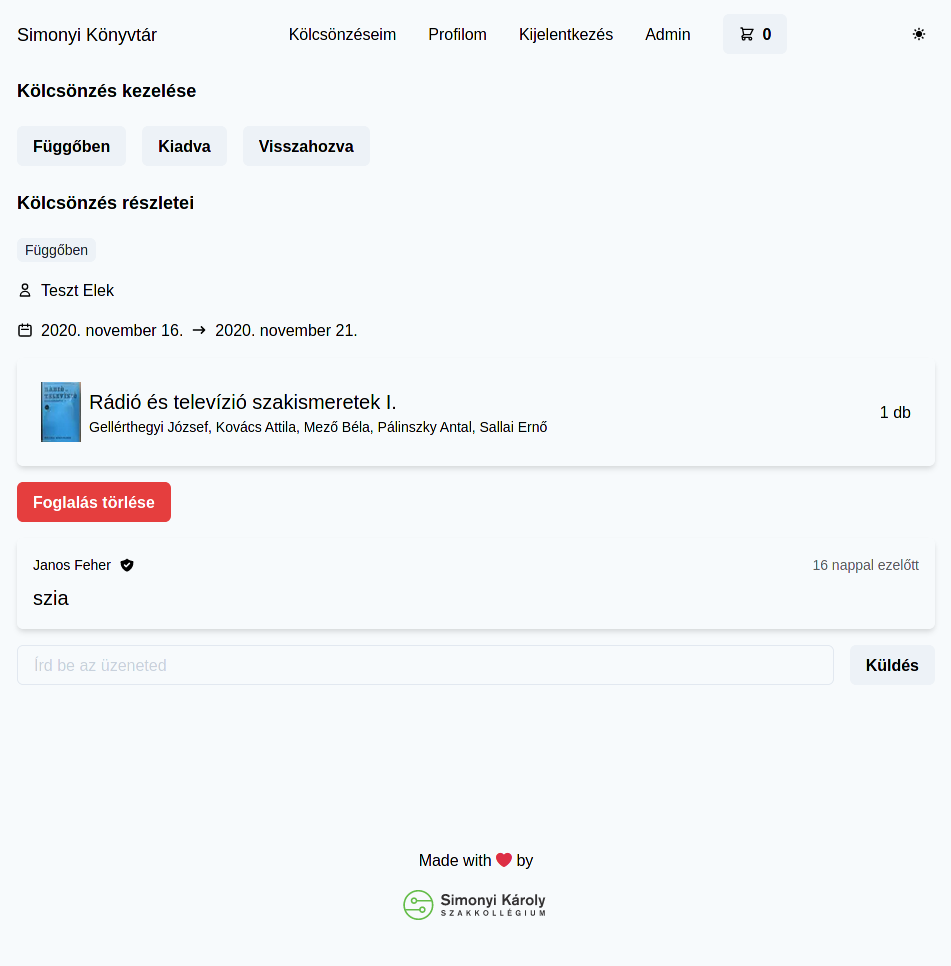 Simonyi Könyvtár Kölcsönzéseim Profilom Kijelentkezés Admin 0
Kölcsönzés kezelése
Függőben Kiadva Visszahozva
Kölcsönzés részletei
Függőben
Teszt Elek
2020. november 16. → 2020. november 21.
Rádió és televízió szakismeretek I.
Gellérthegyi József, Kovács Attila, Mező Béla, Pálinszky Antal, Sallai Ernő
1 db
Foglalás törlése
Janos Feher 16 nappal ezelőtt
szia
Írd be az üzeneted Küldés
Made with ❤ by
Simonyi Károly
SZAKKOLLÉGIUM